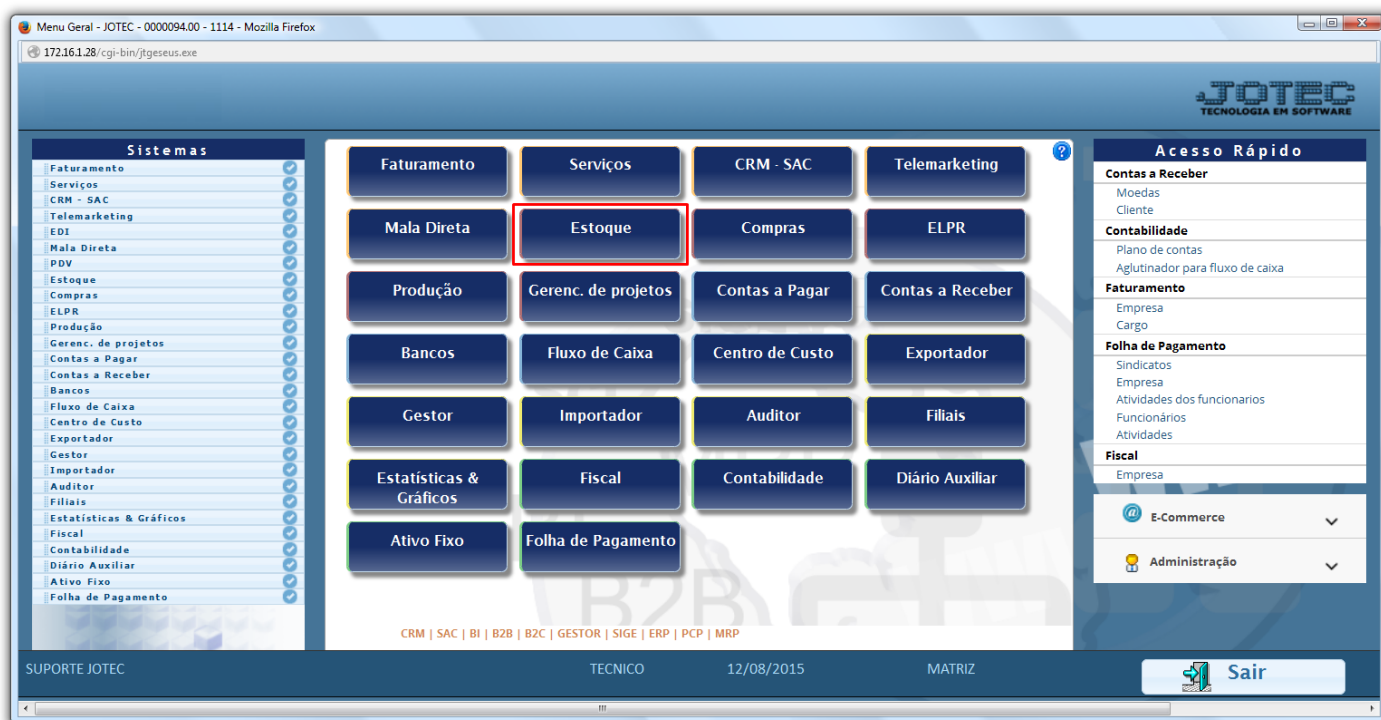 Menu Geral - JOTEC - 0000094.00 - 1114 - Mozilla Firefox
172.16.1.28/cgi-bin/jtgeseus.exe
JOTEC
TECNOLOGIA EM SOFTWARE
Sistemas
Faturamento
Serviços
CRM - SAC
Telemarketing
EDI
Mala Direta
PDV
Estoque
Compras
ELPR
Produção
Gerenc. de projetos
Contas a Pagar
Contas a Receber
Bancos
Fluxo de Caixa
Centro de Custo
Exportador
Gestor
Importador
Auditor
Filiais
Estatísticas & Gráficos
Fiscal
Contabilidade
Diário Auxiliar
Ativo Fixo
Folha de Pagamento
Faturamento
Serviços
CRM - SAC
Telemarketing
Mala Direta
Estoque
Compras
ELPR
Produção
Gerenc. de projetos
Contas a Pagar
Contas a Receber
Bancos
Fluxo de Caixa
Centro de Custo
Exportador
Gestor
Importador
Auditor
Filiais
Estatísticas &
Gráficos
Fiscal
Contabilidade
Diário Auxiliar
Ativo Fixo
Folha de Pagamento
B2B
CRM | SAC | BI | B2B | B2C | GESTOR | SIGE | ERP | PCP | MRP
Acesso Rápido
Contas a Receber
Moedas
Cliente
Contabilidade
Plano de contas
Aglutinador para fluxo de caixa
Faturamento
Empresa
Cargo
Folha de Pagamento
Sindicatos
Empresa
Atividades dos funcionarios
Funcionários
Atividades
Fiscal
Empresa
E-Commerce
Administração
SUPORTE JOTEC
TECNICO
12/08/2015
MATRIZ
Sair